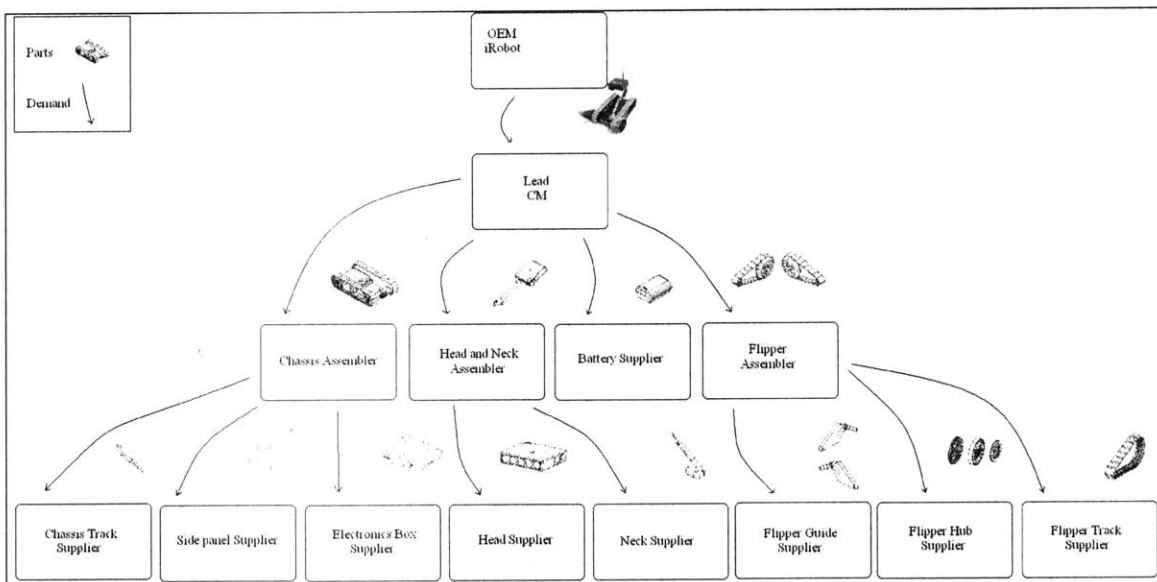 Parts
Demand
OEM
iRobot
Lead
CM
Chassis Assembler
Head and Neck
Assembler
Battery Supplier
Flipper
Assembler
Chassis Track
Supplier
Side panel Supplier
Electronics Box
Supplier
Head Supplier
Neck Supplier
Flipper Guide
Supplier
Flipper Hub
Supplier
Flipper Track
Supplier